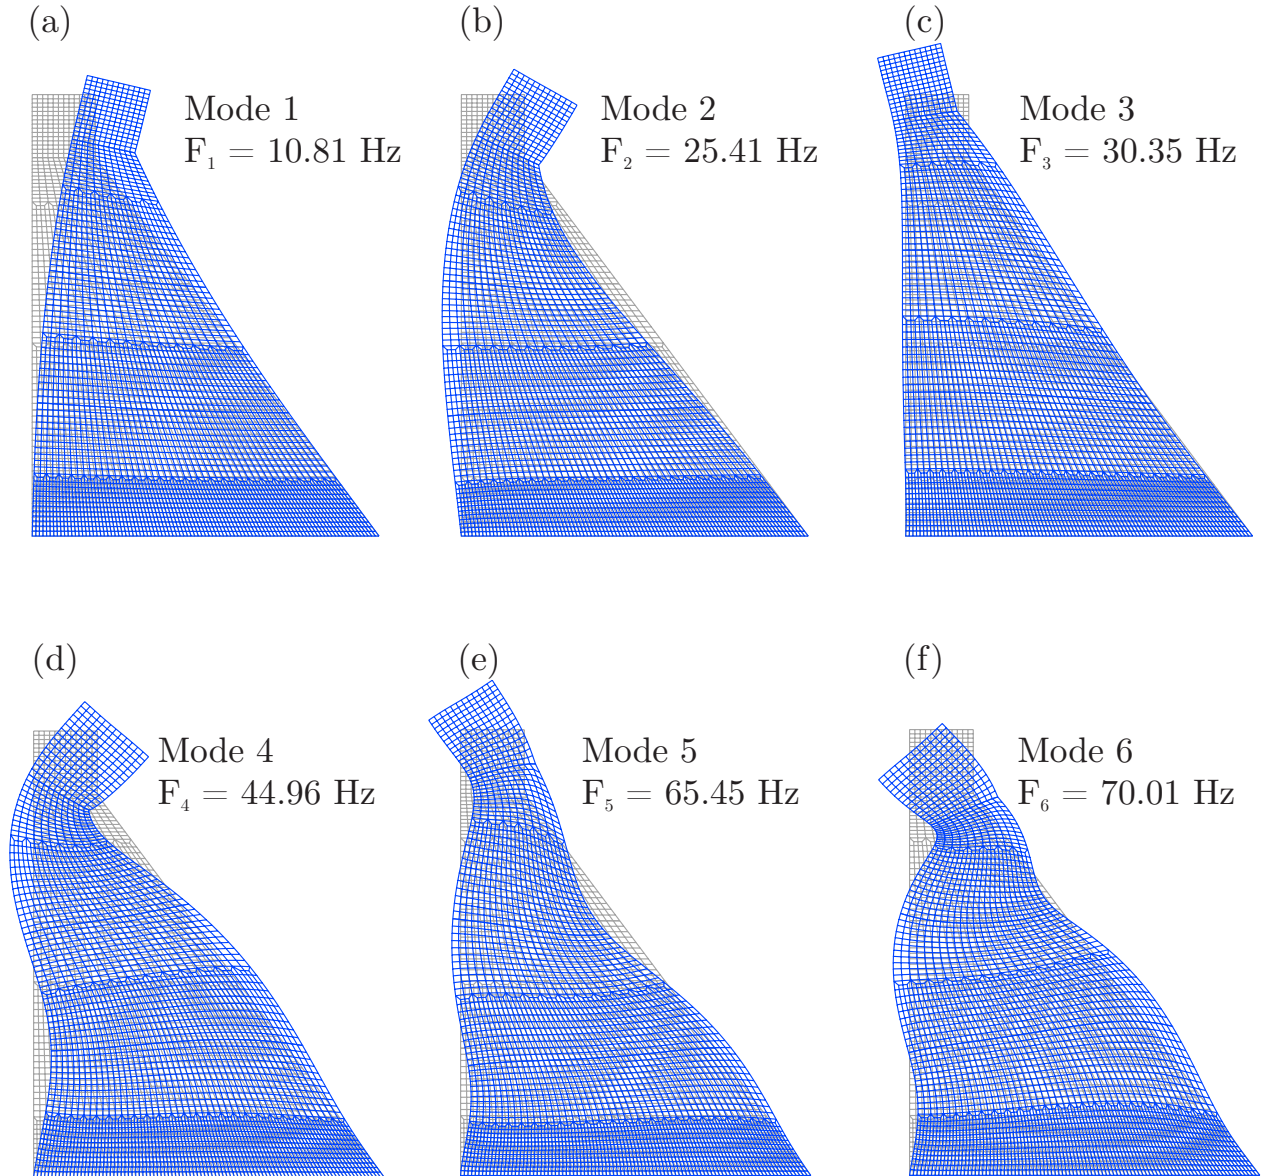 (a)
Mode 1
F₁ = 10.81 Hz
(b)
Mode 2
F₂ = 25.41 Hz
(c)
Mode 3
F₃ = 30.35 Hz
(d)
Mode 4
F₄ = 44.96 Hz
(e)
Mode 5
F₅ = 65.45 Hz
(f)
Mode 6
F₆ = 70.01 Hz